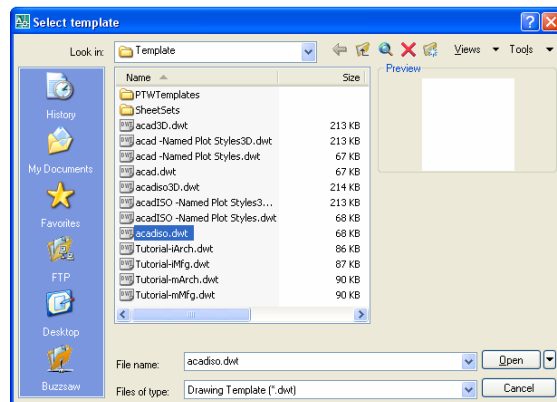 Select template
Look in: Template Views Tools
Name Size Preview
PTWTemplates
SheetSets
acad3D.dwt 213 KB
acad -Named Plot Styles3D.dwt 213 KB
acad -Named Plot Styles.dwt 67 KB
acad.dwt 67 KB
acadiso3D.dwt 214 KB
acadISO -Named Plot Styles3... 213 KB
acadISO -Named Plot Styles.dwt 68 KB
acadiso.dwt 68 KB
Tutorial-iArch.dwt 86 KB
Tutorial-iMfg.dwt 87 KB
Tutorial-mArch.dwt 90 KB
Tutorial-mMfg.dwt 90 KB
History
My Documents
Favorites
FTP
Desktop
Buzzsaw
File name: acadiso.dwt Open
Files of type: Drawing Template (*.dwt) Cancel